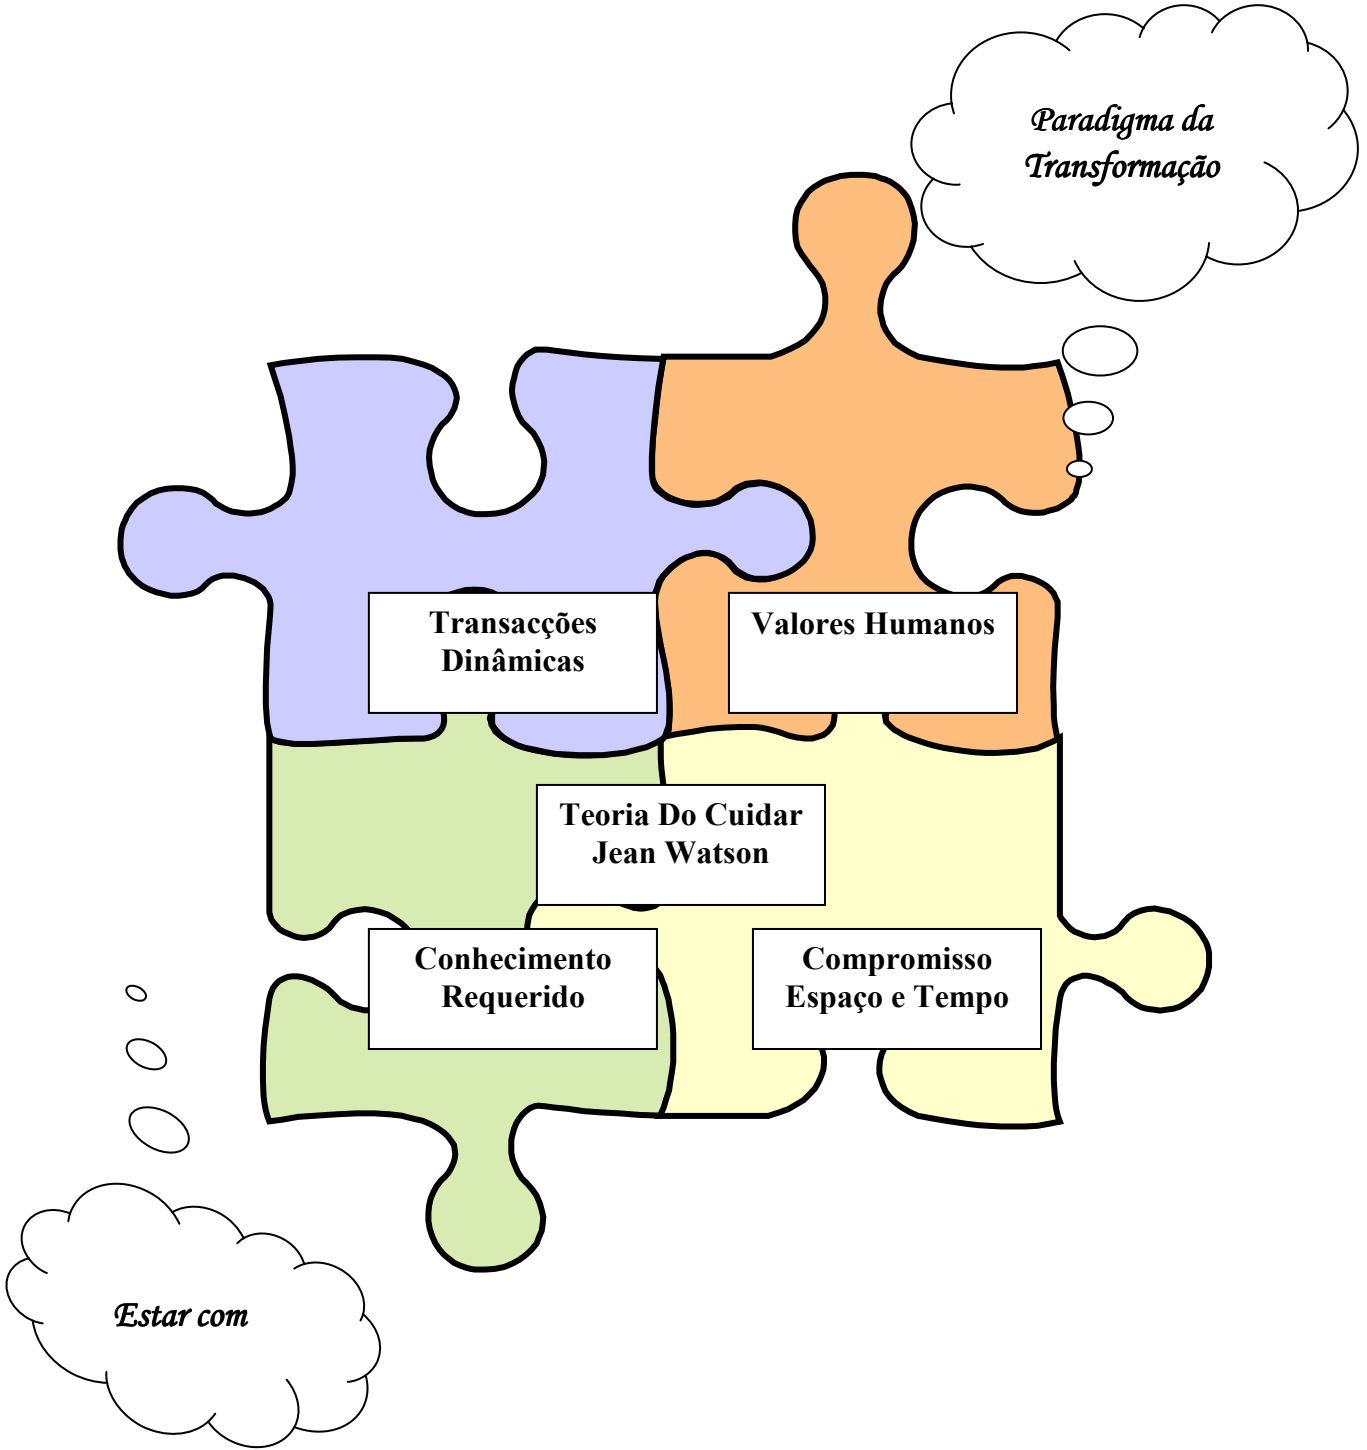 Paradigma da
Transformação
Transacções
Dinâmicas
Valores Humanos
Teoria Do Cuidar
Jean Watson
Conhecimento
Requerido
Compromisso
Espaço e Tempo
Estar com